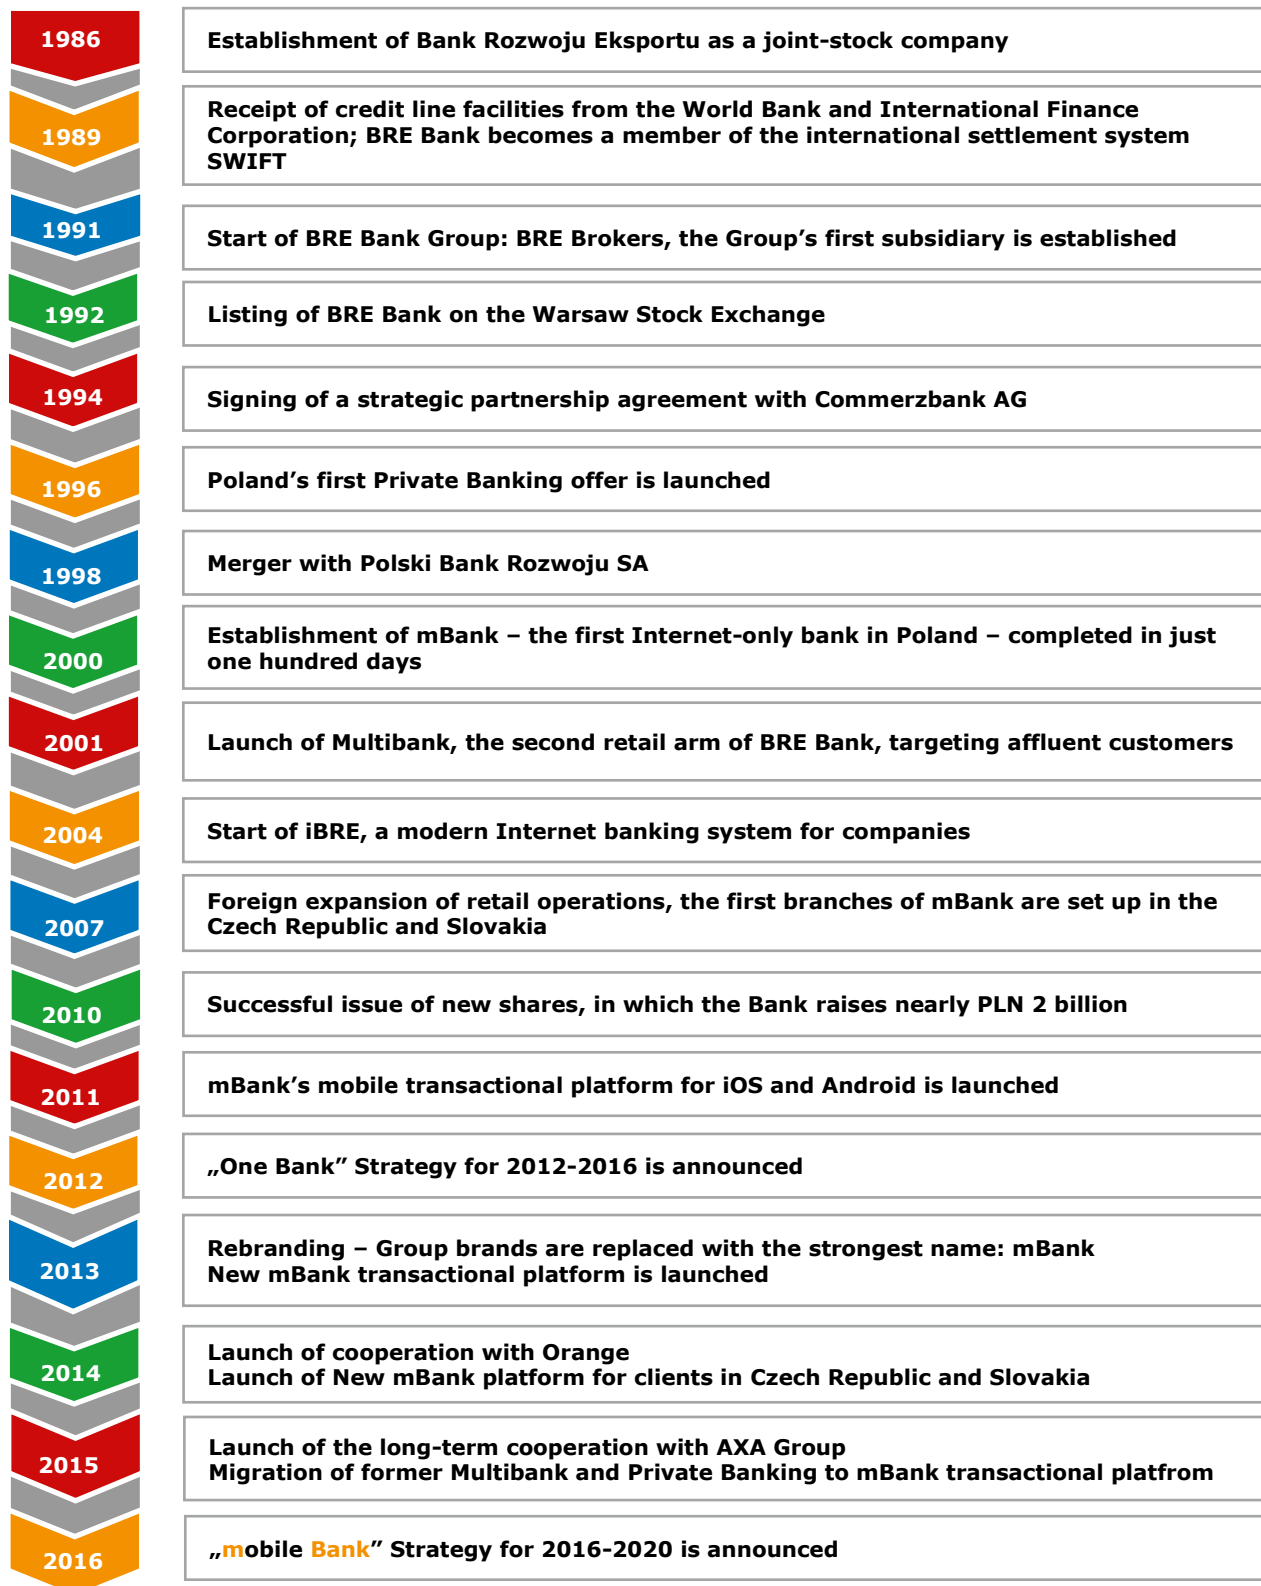 1986
Establishment of Bank Rozwoju Eksportu as a joint-stock company
1989
Receipt of credit line facilities from the World Bank and International Finance
Corporation; BRE Bank becomes a member of the international settlement system
SWIFT
1991
Start of BRE Bank Group: BRE Brokers, the Group’s first subsidiary is established
1992
Listing of BRE Bank on the Warsaw Stock Exchange
1994
Signing of a strategic partnership agreement with Commerzbank AG
1996
Poland’s first Private Banking offer is launched
1998
Merger with Polski Bank Rozwoju SA
2000
Establishment of mBank – the first Internet-only bank in Poland – completed in just
one hundred days
2001
Launch of Multibank, the second retail arm of BRE Bank, targeting affluent customers
2004
Start of iBRE, a modern Internet banking system for companies
2007
Foreign expansion of retail operations, the first branches of mBank are set up in the
Czech Republic and Slovakia
2010
Successful issue of new shares, in which the Bank raises nearly PLN 2 billion
2011
mBank’s mobile transactional platform for iOS and Android is launched
2012
„One Bank” Strategy for 2012-2016 is announced
2013
Rebranding – Group brands are replaced with the strongest name: mBank
New mBank transactional platform is launched
2014
Launch of cooperation with Orange
Launch of New mBank platform for clients in Czech Republic and Slovakia
2015
Launch of the long-term cooperation with AXA Group
Migration of former Multibank and Private Banking to mBank transactional platfrom
2016
„mobile Bank” Strategy for 2016-2020 is announced